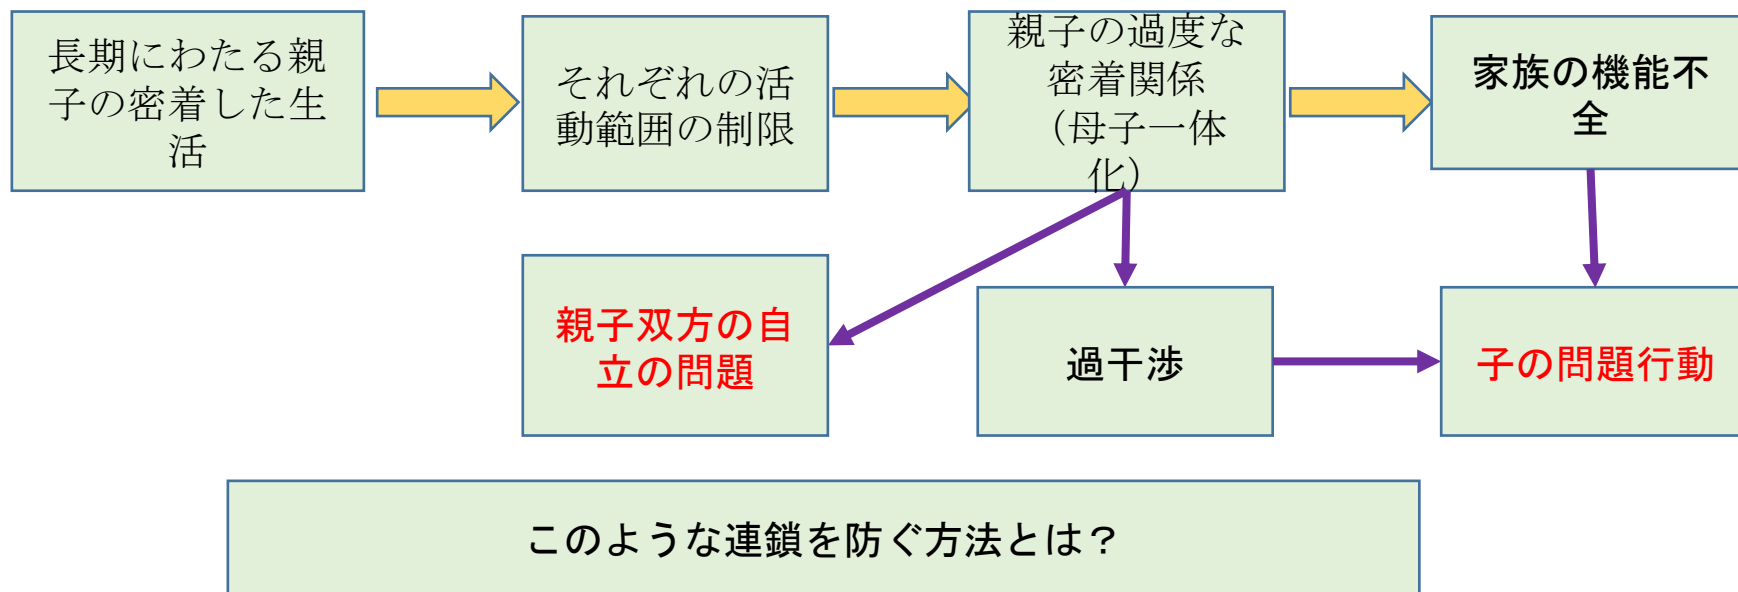 長期にわたる親
子の密着した生
活
それぞれの活
動範囲の制限
親子の過度な
密着関係
（母子一体
化）
家族の機能不
全
親子双方の自
立の問題
過干渉
子の問題行動
このような連鎖を防ぐ方法とは？